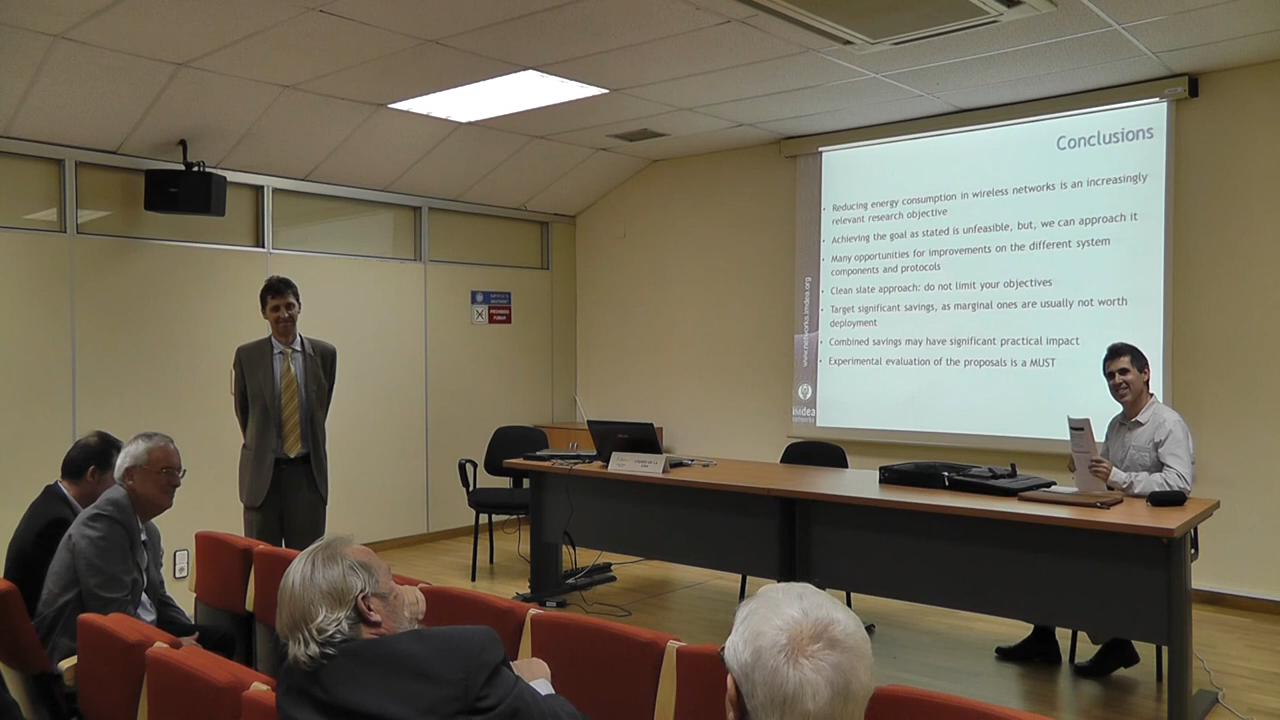 Conclusions
Reducing energy consumption in wireless networks is an increasingly
relevant research objective
Achieving the goal as stated is unfeasible, but, we can approach it
Many opportunities for improvements on the different system
components and protocols
Clean slate approach: do not limit your objectives
Target significant savings, as marginal ones are usually not worth
deployment
Combined savings may have significant practical impact
Experimental evaluation of the proposals is a MUST
www.networks.imdea.org
imdea
networks
PROHIBIDO
FUMAR